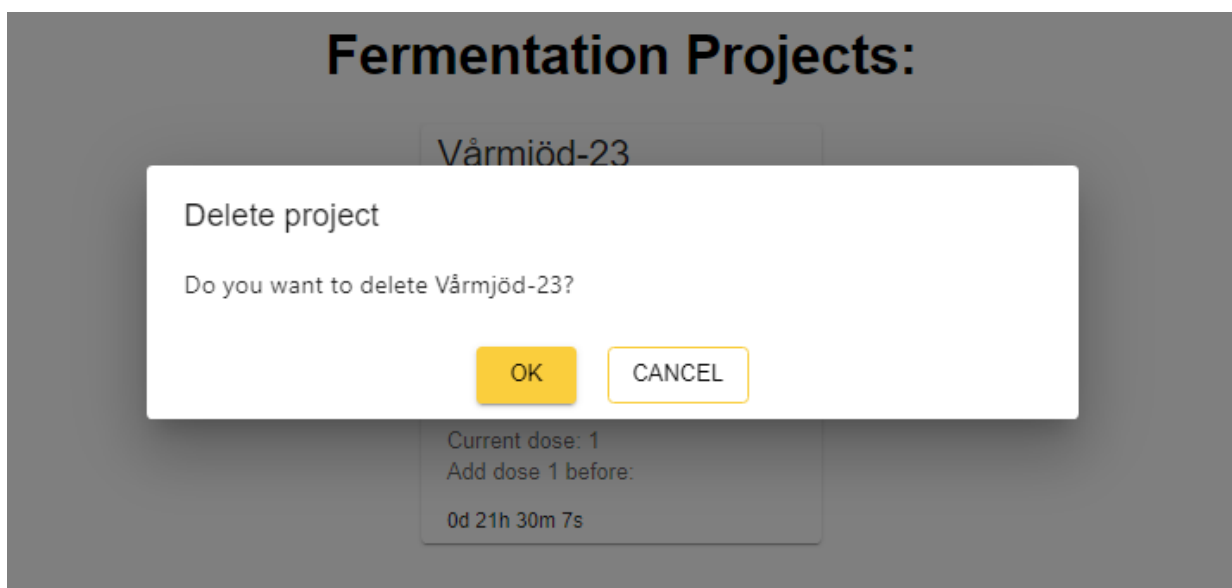 Fermentation Projects:
Vårmjöd-23
Delete project
Do you want to delete Vårmjöd-23?
OK
CANCEL
Current dose: 1
Add dose 1 before:
0d 21h 30m 7s